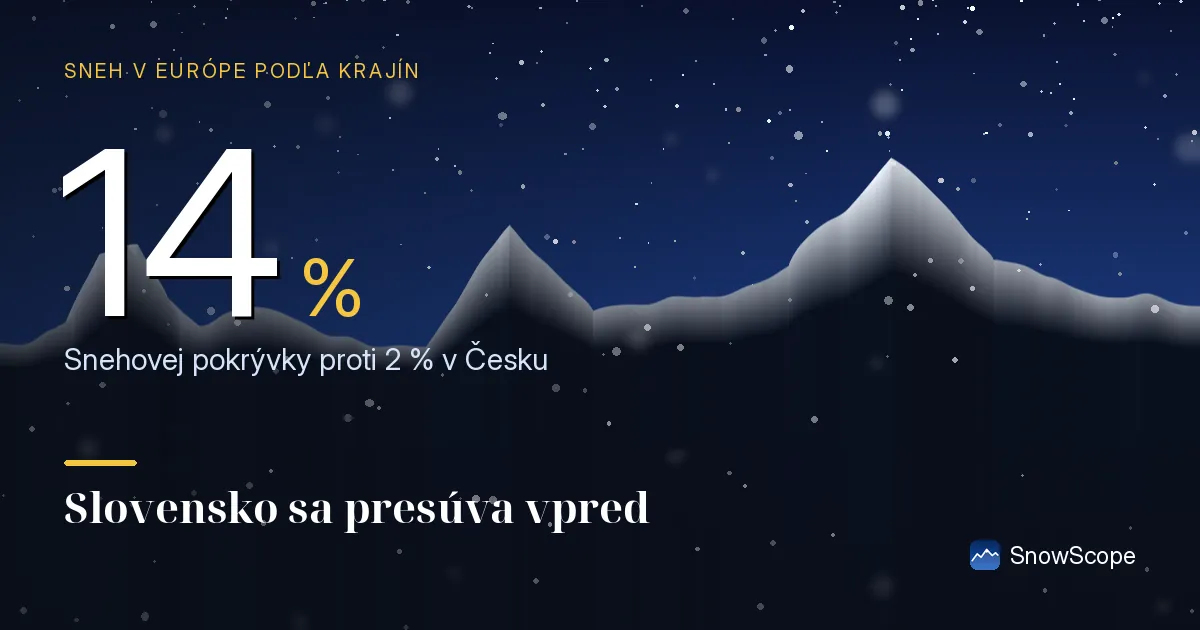 SNEH V EURÓPE PODĽA KRAJÍN
14 %
Snehovej pokrývky proti 2 % v Česku
Slovensko sa presúva vpred
SnowScope